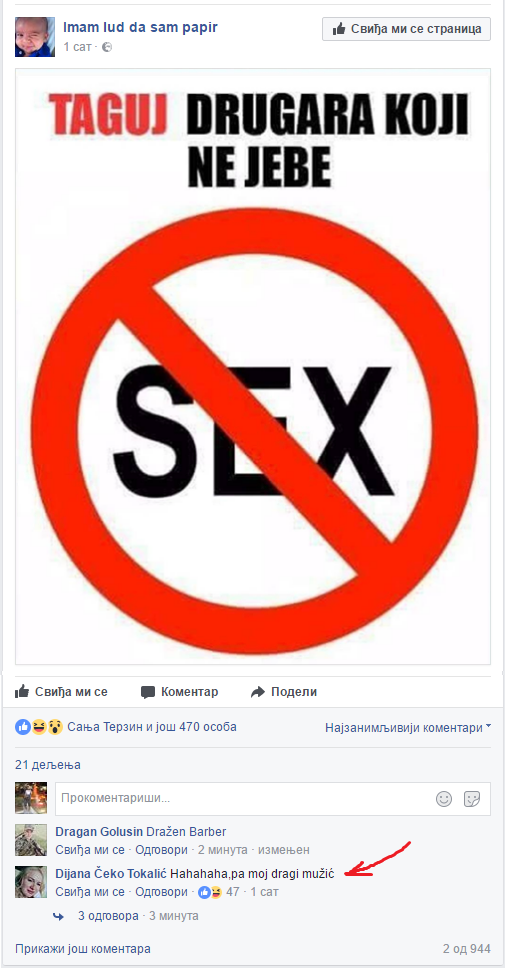 Imam lud da sam papir
1 сат ·
Свиђа ми се страница
TAGUJ DRUGARA KOJI
NE JEBE
SEX
Свиђа ми се Коментар Подели
Сања Терзин и још 470 особа
Најзанимљивији коментари
21 дељења
Прокоментариши...
Dragan Golusin Dražen Barber
Свиђа ми се · Одговори · 2 минута · измењен
Dijana Čeko Tokalić Hahahaha,pa moj dragi mužić
Свиђа ми се · Одговори · 47 · 1 сат
3 одговора · 3 минута
Прикажи још коментара
2 од 944